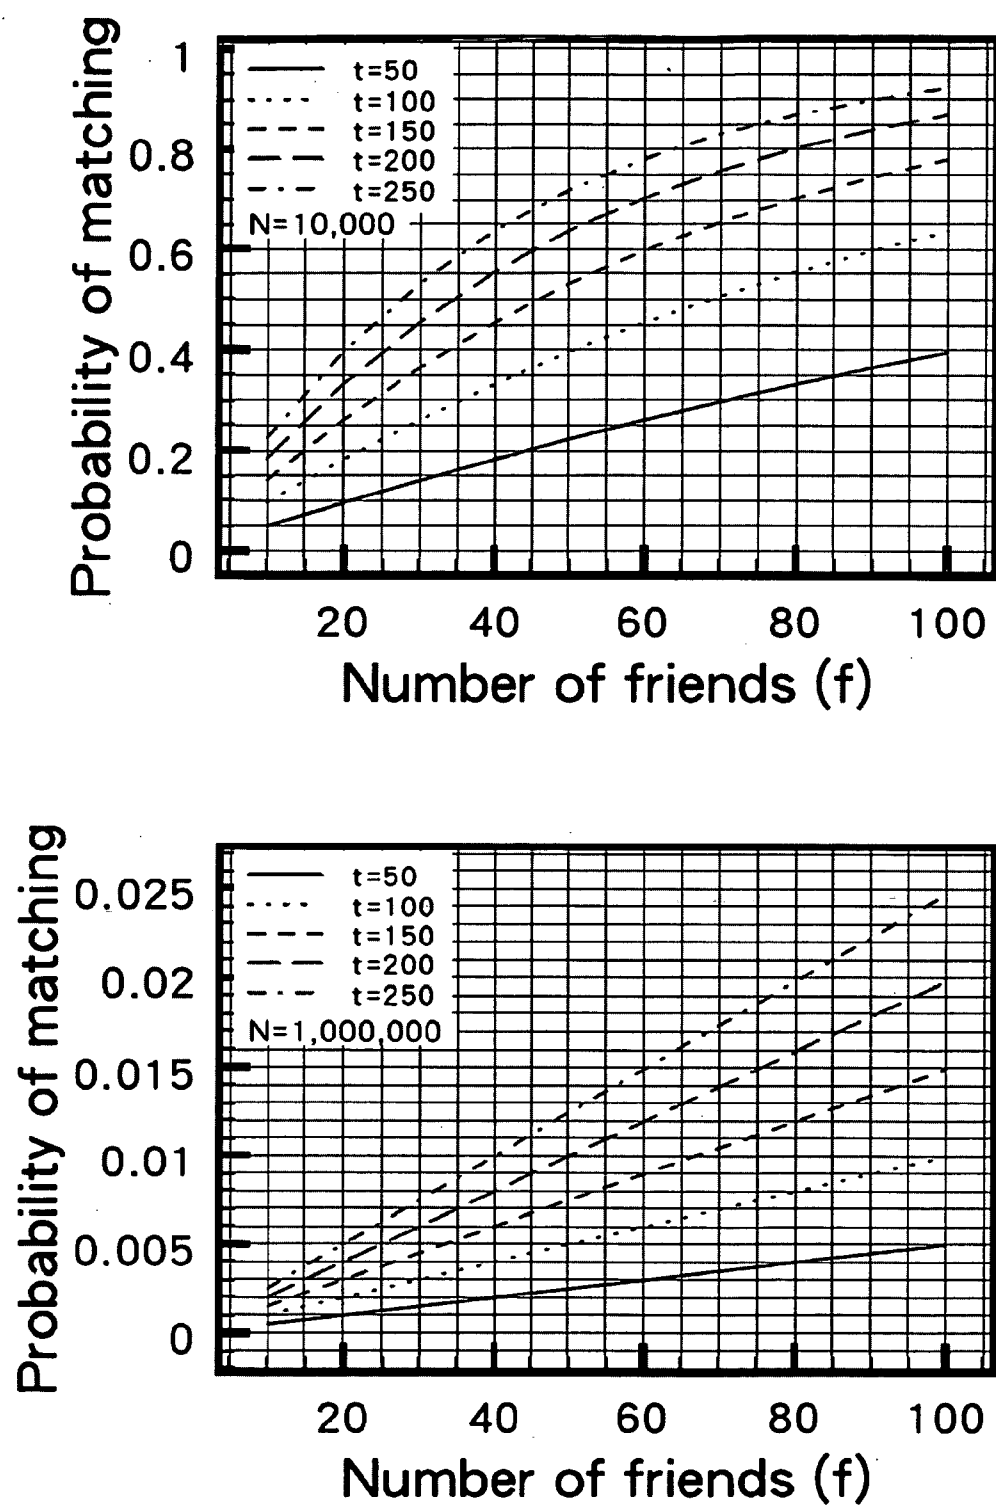 Probability of matching
1
0.8
0.6
0.4
0.2
0
t=50
t=100
t=150
t=200
t=250
N=10,000
20 40 60 80 100
Number of friends (f)
Probability of matching
0.025
0.02
0.015
0.01
0.005
0
t=50
t=100
t=150
t=200
t=250
N=1,000,000
20 40 60 80 100
Number of friends (f)